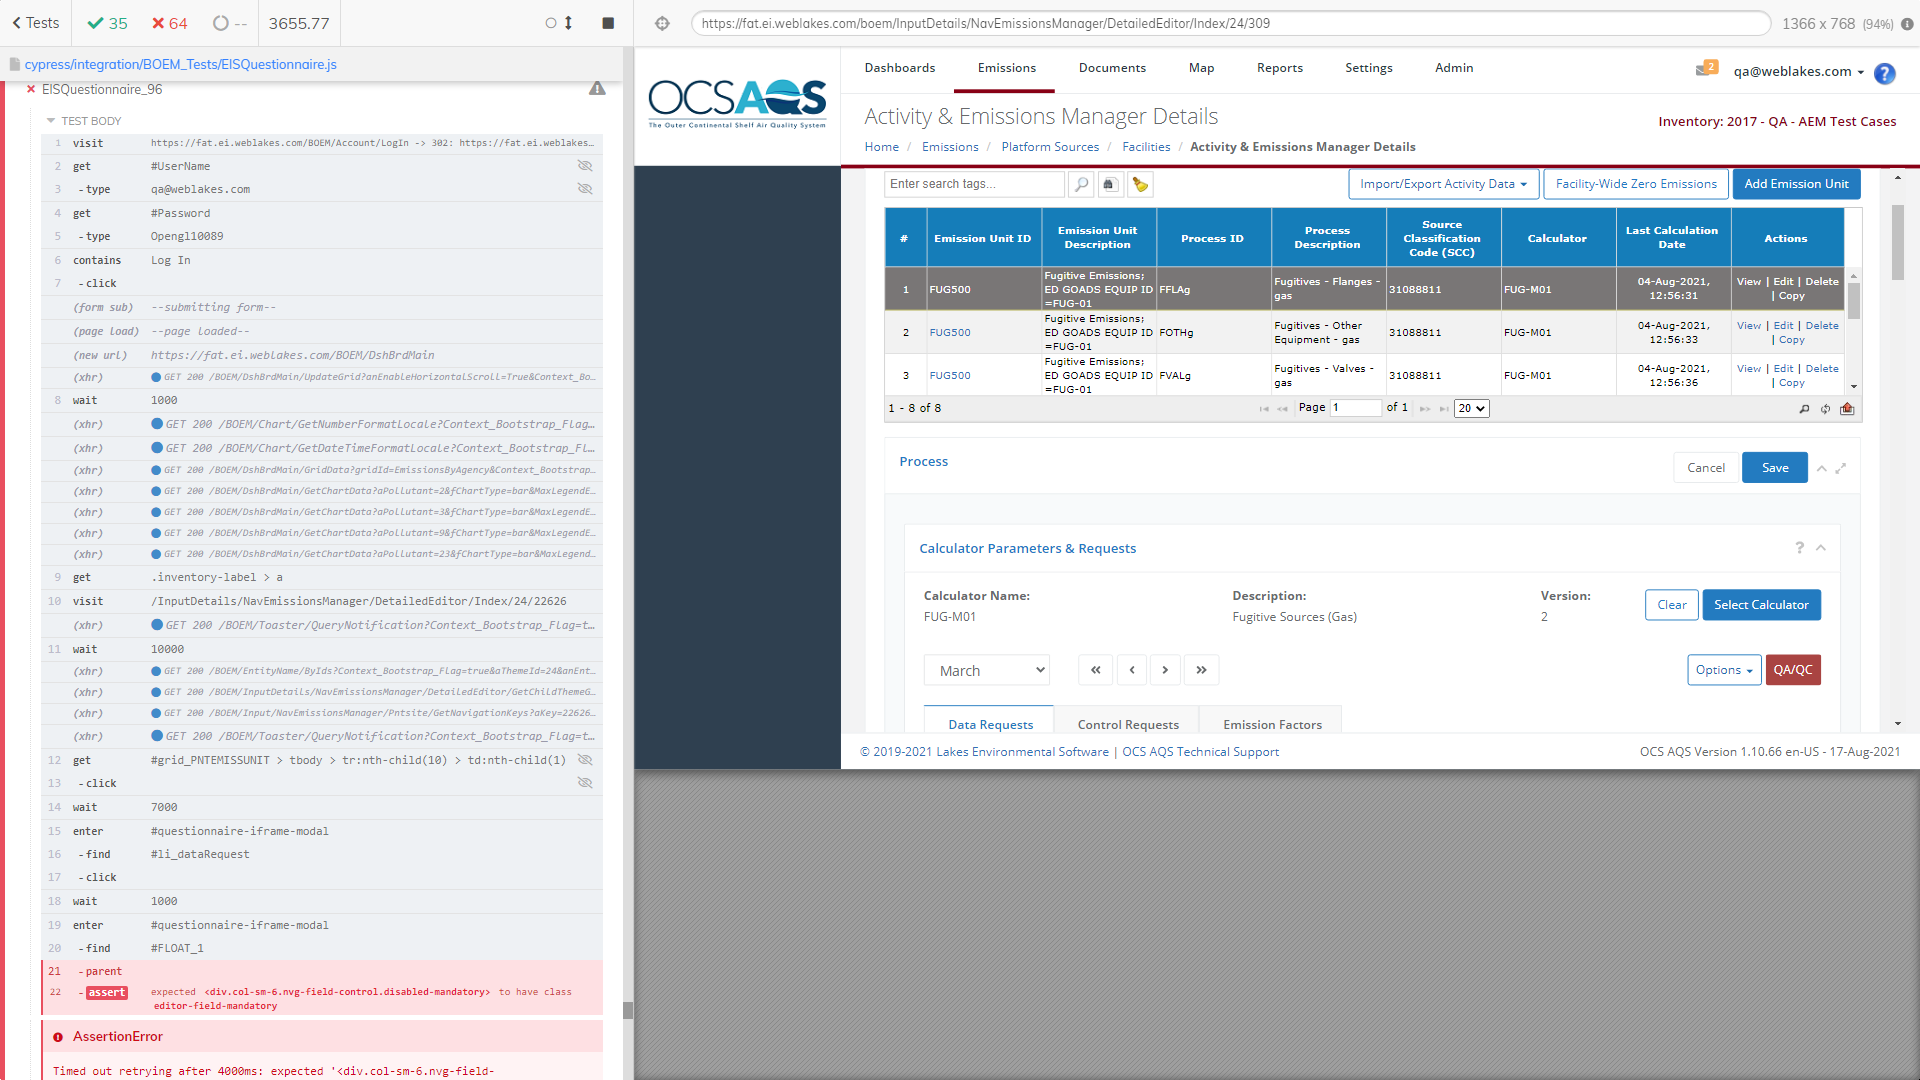 Tests
35
64
--
3655.77
cypress/integration/BOEM_Tests/EISQuestionnaire.js
EISQuestionnaire_96
TEST BODY
1 visit https://fat.ei.weblakes.com/BOEM/Account/LogIn -> 302: https://fat.ei.weblakes...
2 get #UserName
3 -type qa@weblakes.com
4 get #Password
5 -type Opengl10089
6 contains Log In
7 -click
(form sub) --submitting form--
(page load) --page loaded--
(new url) https://fat.ei.weblakes.com/BOEM/DshBrdMain
(xhr) GET 200 /BOEM/DshBrdMain/UpdateGrid?anEnableHorizontalScroll=True&Context_Bo...
8 wait 1000
(xhr) GET 200 /BOEM/Chart/GetNumberFormatLocale?Context_Bootstrap_Flag...
(xhr) GET 200 /BOEM/Chart/GetDateTimeFormatLocale?Context_Bootstrap_Fl...
(xhr) GET 200 /BOEM/DshBrdMain/GridData?gridId=EmissionsByAgency&Context_Bootstrap...
(xhr) GET 200 /BOEM/DshBrdMain/GetChartData?aPollutant=2&fChartType=bar&MaxLegendE...
(xhr) GET 200 /BOEM/DshBrdMain/GetChartData?aPollutant=3&fChartType=bar&MaxLegendE...
(xhr) GET 200 /BOEM/DshBrdMain/GetChartData?aPollutant=9&fChartType=bar&MaxLegendE...
(xhr) GET 200 /BOEM/DshBrdMain/GetChartData?aPollutant=23&fChartType=bar&MaxLegend...
9 get .inventory-label > a
10 visit /InputDetails/NavEmissionsManager/DetailedEditor/Index/24/22626
(xhr) GET 200 /BOEM/Toaster/QueryNotification?Context_Bootstrap_Flag=t...
11 wait 10000
(xhr) GET 200 /BOEM/EntityName/ByIds?Context_Bootstrap_Flag=true&aThemeId=24&anEnt...
(xhr) GET 200 /BOEM/InputDetails/NavEmissionsManager/DetailedEditor/GetChildThemeG...
(xhr) GET 200 /BOEM/Input/NavEmissionsManager/Pntsite/GetNavigationKeys?aKey=22626...
(xhr) GET 200 /BOEM/Toaster/QueryNotification?Context_Bootstrap_Flag=t...
12 get #grid_PNTEMISSUNIT > tbody > tr:nth-child(10) > td:nth-child(1)
13 -click
14 wait 7000
15 enter #questionnaire-iframe-modal
16 -find #li_dataRequest
17 -click
18 wait 1000
19 enter #questionnaire-iframe-modal
20 -find #FLOAT_1
21 -parent
22 -assert expected <div.col-sm-6.nvg-field-control.disabled-mandatory> to have class
editor-field-mandatory
AssertionError
Timed out retrying after 4000ms: expected '<div.col-sm-6.nvg-field-
https://fat.ei.weblakes.com/boem/InputDetails/NavEmissionsManager/DetailedEditor/Index/24/309
1366 x 768 (94%)
OCSAQS
The Outer Continental Shelf Air Quality System
Dashboards Emissions Documents Map Reports Settings Admin
2
qa@weblakes.com
?
Activity & Emissions Manager Details
Inventory: 2017 - QA - AEM Test Cases
Home / Emissions / Platform Sources / Facilities / Activity & Emissions Manager Details
Enter search tags...
Import/Export Activity Data
Facility-Wide Zero Emissions
Add Emission Unit
# Emission Unit ID Emission Unit Description Process ID Process Description Source Classification Code (SCC) Calculator Last Calculation Date Actions
1 FUG500 Fugitive Emissions; ED GOADS EQUIP ID =FUG-01 FFLAg Fugitives - Flanges - gas 31088811 FUG-M01 04-Aug-2021, 12:56:31 View | Edit | Delete | Copy
2 FUG500 Fugitive Emissions; ED GOADS EQUIP ID =FUG-01 FOTHg Fugitives - Other Equipment - gas 31088811 FUG-M01 04-Aug-2021, 12:56:33 View | Edit | Delete | Copy
3 FUG500 Fugitive Emissions; ED GOADS EQUIP ID =FUG-01 FVALg Fugitives - Valves - gas 31088811 FUG-M01 04-Aug-2021, 12:56:36 View | Edit | Delete | Copy
1 - 8 of 8
Page 1 of 1
20
Process
Cancel
Save
Calculator Parameters & Requests
?
Calculator Name: Description: Version:
FUG-M01 Fugitive Sources (Gas) 2
Clear
Select Calculator
March
« ‹ › »
Options
QA/QC
Data Requests Control Requests Emission Factors
© 2019-2021 Lakes Environmental Software | OCS AQS Technical Support
OCS AQS Version 1.10.66 en-US - 17-Aug-2021